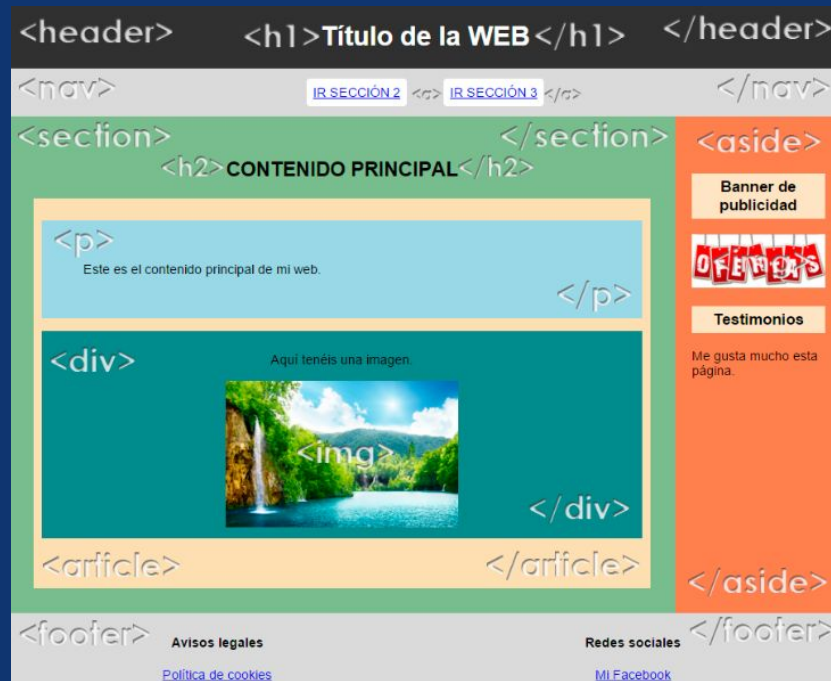 <header> <h1>Título de la WEB</h1> </header>
<nav> IR SECCIÓN 2 <a> IR SECCIÓN 3 </a> </nav>
<section> </section>
<h2>CONTENIDO PRINCIPAL</h2>
<p>
Este es el contenido principal de mi web.
</p>
<div> Aquí tenéis una imagen.
<img>
</div>
<article> </article>
<aside>
Banner de
publicidad
OFERTAS
Testimonios
Me gusta mucho esta
página.
</aside>
<footer> </footer>
Avisos legales Redes sociales
Política de cookies Mi Facebook